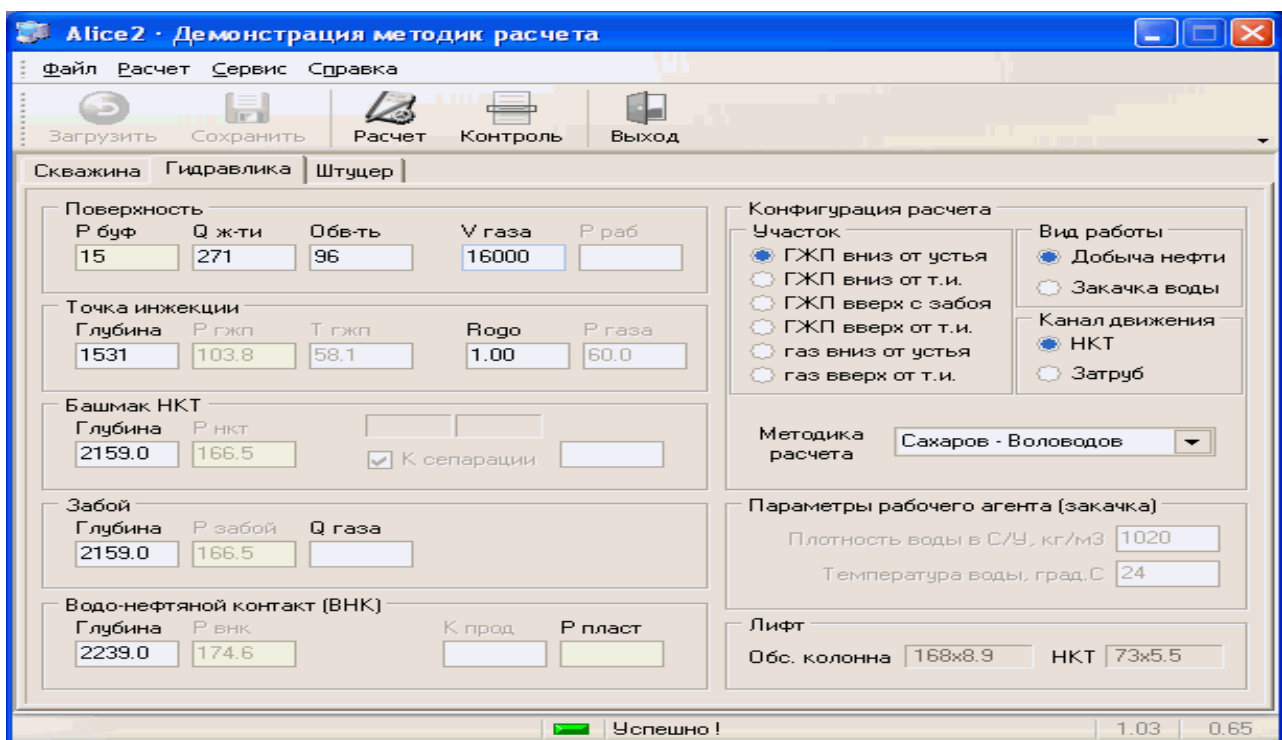 Alice2 · Демонстрация методик расчета
Файл Расчет Сервис Справка
Загрузить Сохранить Расчет Контроль Выход
Скважина Гидравлика Штуцер
Поверхность
Р буф Q ж-ти Обв-ть V газа Р раб
15 271 96 16000
Точка инжекции
Глубина Р гжп Т гжп Rogo Р газа
1531 103.8 58.1 1.00 60.0
Башмак НКТ
Глубина Р нкт
2159.0 166.5 К сепарации
Забой
Глубина Р забой Q газа
2159.0 166.5
Водо-нефтяной контакт (ВНК)
Глубина Р внк К прод Р пласт
2239.0 174.6
Конфигурация расчета
Участок
ГЖП вниз от устья
ГЖП вниз от т.и.
ГЖП вверх с забоя
ГЖП вверх от т.и.
газ вниз от устья
газ вверх от т.и.
Вид работы
Добыча нефти
Закачка воды
Канал движения
НКТ
Затруб
Методика расчета Сахаров - Воловодов
Параметры рабочего агента (закачка)
Плотность воды в С/У, кг/м3 1020
Температура воды, град.С 24
Лифт
Обс. колонна 168x8.9 НКТ 73x5.5
Успешно ! 1.03 0.65